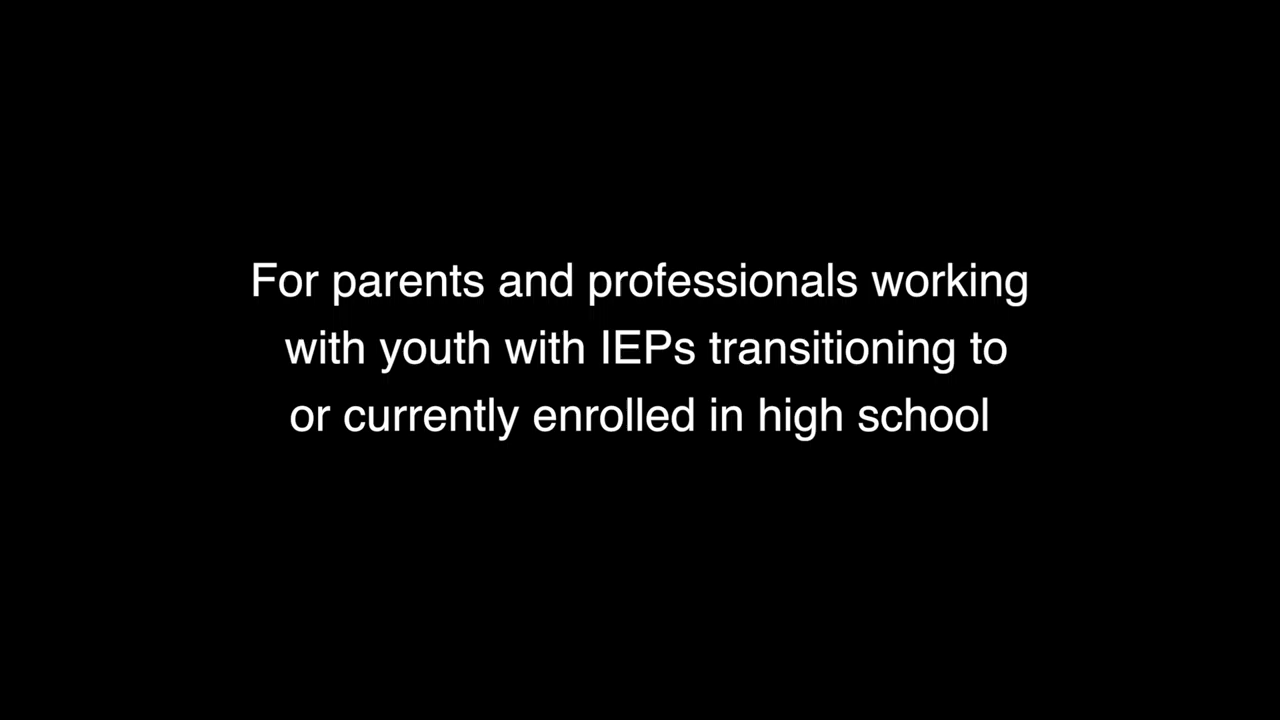 For parents and professionals working
with youth with IEPs transitioning to
or currently enrolled in high school